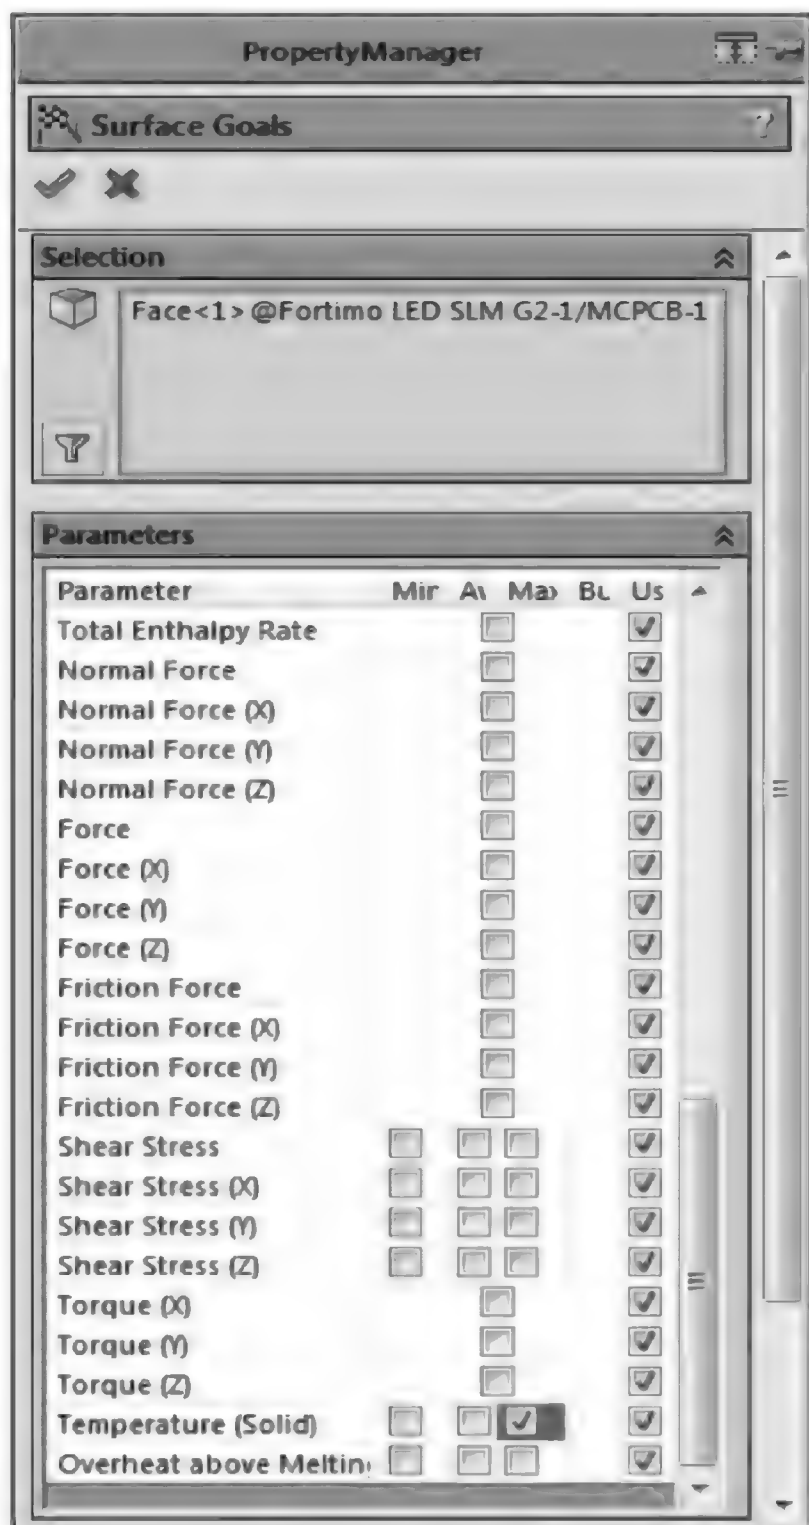 PropertyManager
Surface Goals
?
Selection
Face<1>@Fortimo LED SLM G2-1/MCPCB-1
Parameters
Parameter Mir Av Max Bu Us
Total Enthalpy Rate
Normal Force
Normal Force (X)
Normal Force (Y)
Normal Force (Z)
Force
Force (X)
Force (Y)
Force (Z)
Friction Force
Friction Force (X)
Friction Force (Y)
Friction Force (Z)
Shear Stress
Shear Stress (X)
Shear Stress (Y)
Shear Stress (Z)
Torque (X)
Torque (Y)
Torque (Z)
Temperature (Solid)
Overheat above Melting